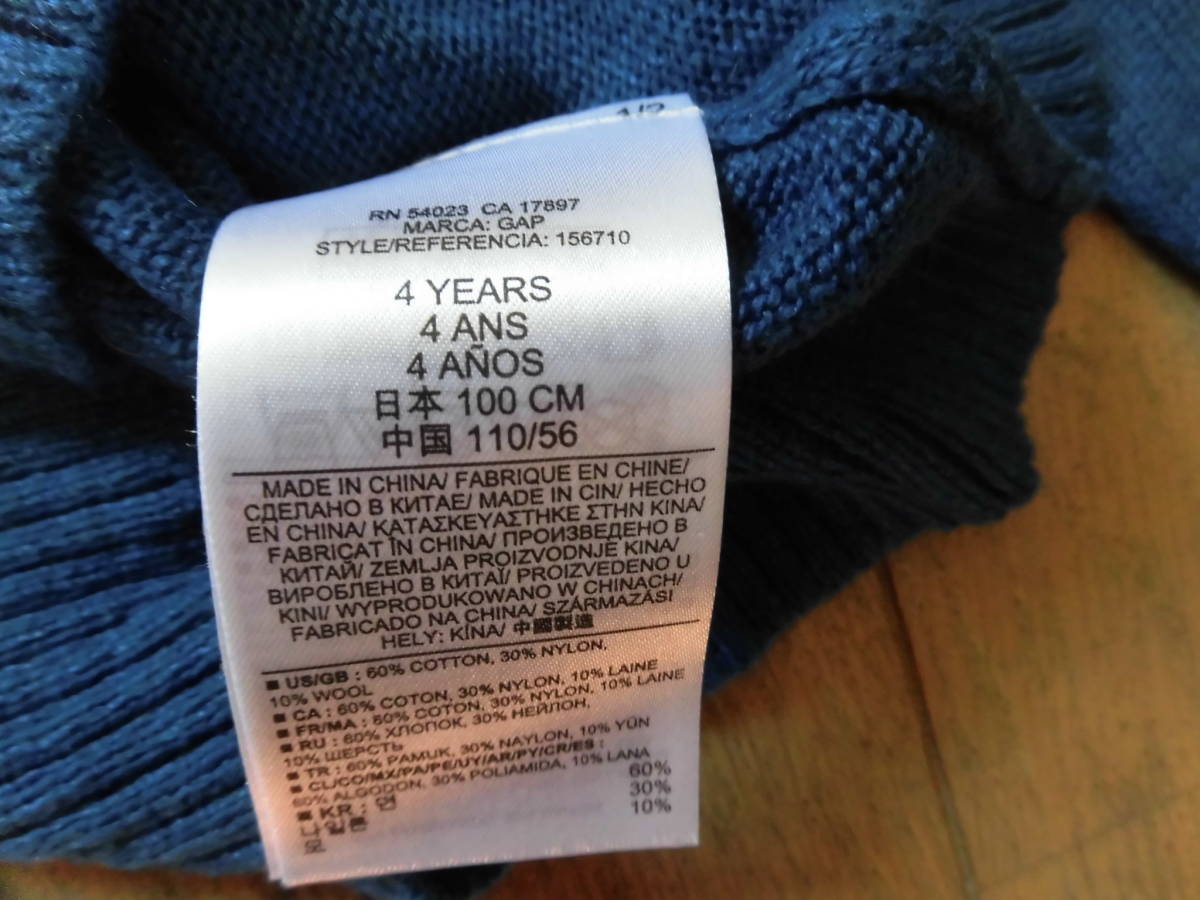 1/2
RN 54023 CA 17897
MARCA: GAP
STYLE/REFERENCIA: 156710
4 YEARS
4 ANS
4 AÑOS
日本 100 CM
中国 110/56
MADE IN CHINA/ FABRIQUE EN CHINE/
СДЕЛАНО В КИТАЕ/ MADE IN CIN/ HECHO
EN CHINA/ ΚΑΤΑΣΚΕΥΑΣΤΗΚΕ ΣΤΗΝ ΚΙΝΑ/
FABRICAT ÎN CHINA/ ПРОИЗВЕДЕНО В
КИТАЙ/ ZEMLJA PROIZVODNJE KINA/
ВИРОБЛЕНО В КИТАЇ/ PROIZVEDENO U
KINI/ WYPRODUKOWANO W CHINACH/
FABRICADO NA CHINA/ SZÁRMAZÁSI
HELY: KÍNA/ 中國製造
■ US/GB : 60% COTTON, 30% NYLON,
10% WOOL
■ CA : 60% COTON, 30% NYLON, 10% LAINE
■ FR/MA : 60% COTON, 30% NYLON, 10% LAINE
■ RU : 60% ХЛОПОК, 30% НЕЙЛОН,
10% ШЕРСТЬ
■ TR : 60% PAMUK, 30% NAYLON, 10% YÜN
■ CL/CO/MX/PA/PE/UY/AR/PY/CR/ES :
60% ALGODON, 30% POLIAMIDA, 10% LANA
■ KR : 면 60%
나일론 30%
모 10%